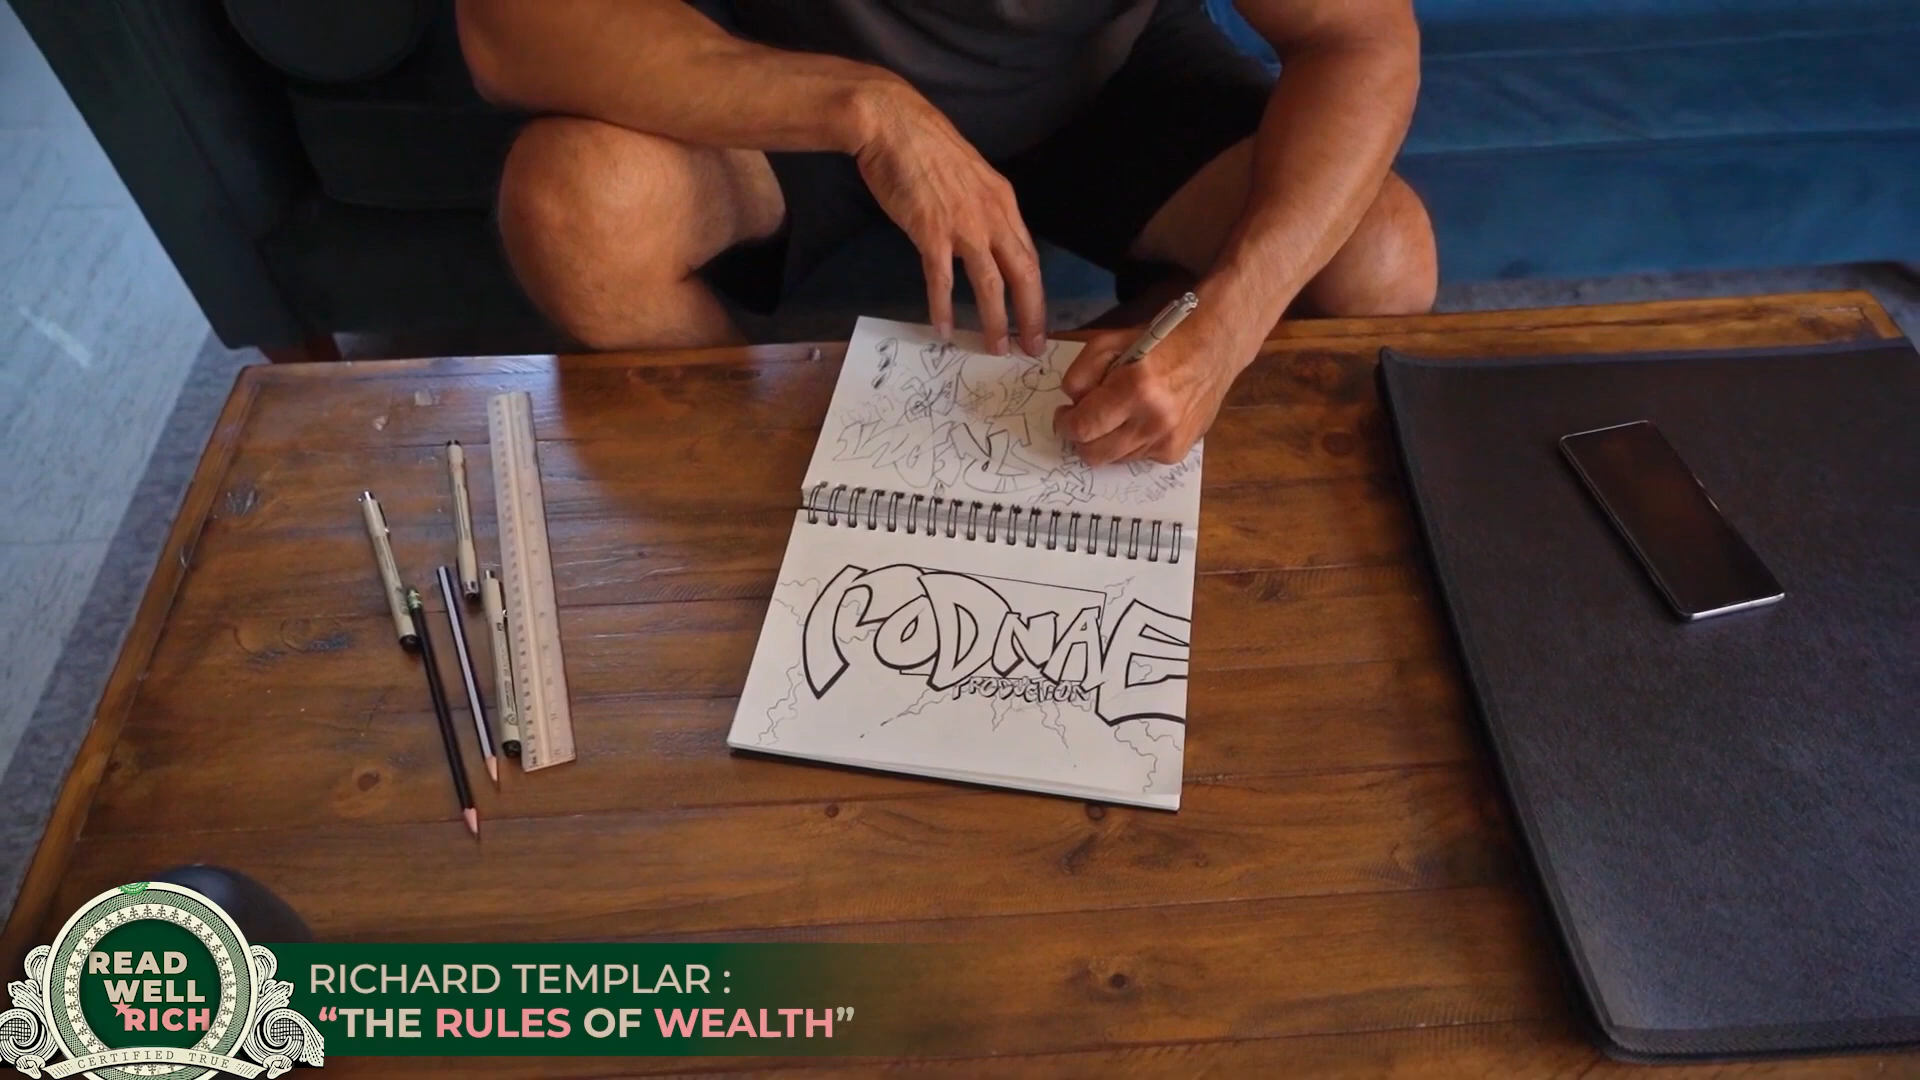 RODNAE
PRODUCTION
READ
WELL
RICH
CERTIFIED TRUE
RICHARD TEMPLAR :
“THE RULES OF WEALTH”